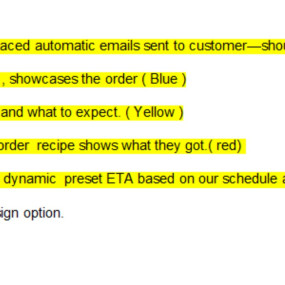 aced automatic emails sent to customer—shou
, showcases the order ( Blue )
and what to expect. ( Yellow )
order recipe shows what they got.( red)
dynamic preset ETA based on our schedule a
ign option.